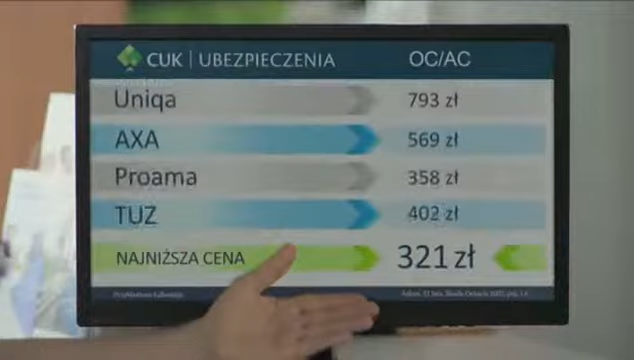 CUK | UBEZPIECZENIA OC/AC
Uniqa 793 zł
AXA 569 zł
Proama 358 zł
TUZ 402 zł
NAJNIŻSZA CENA 321 zł